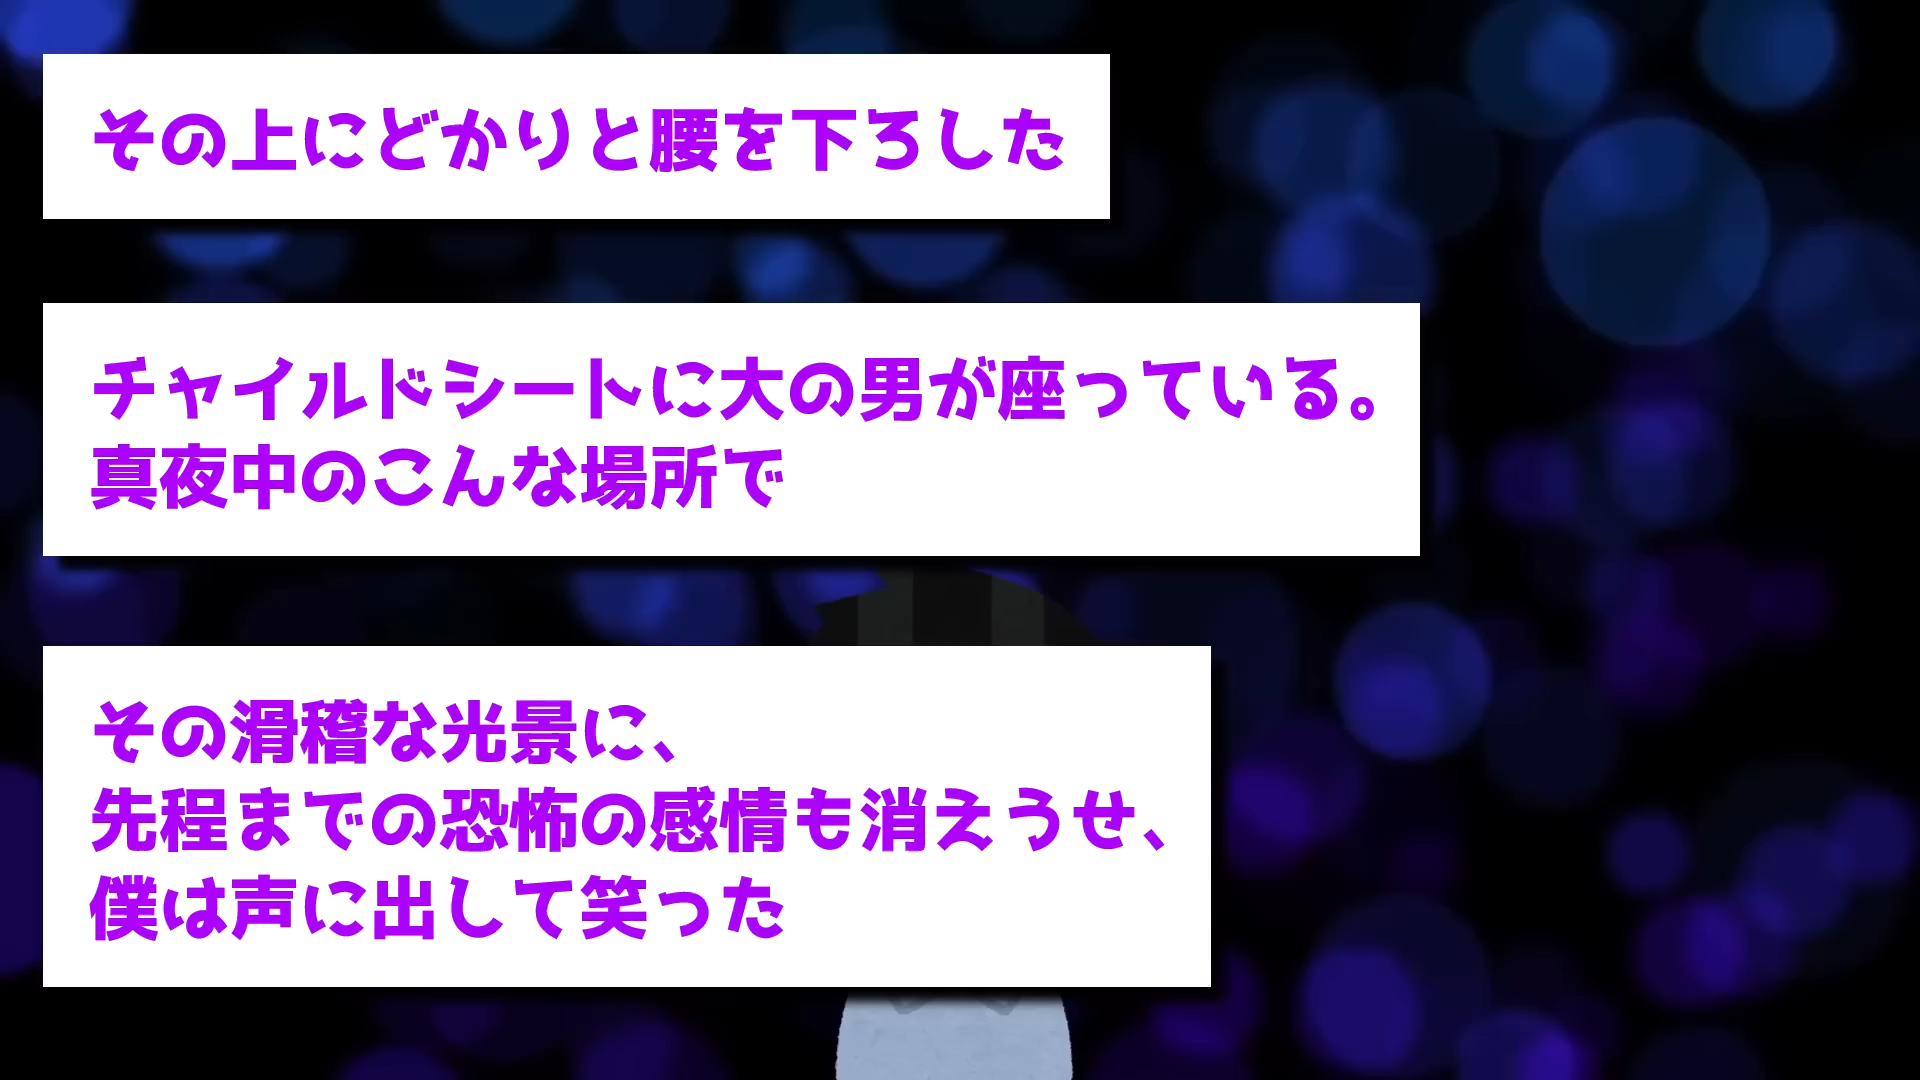 その上にどかりと腰を下ろした
チャイルドシートに大の男が座っている。
真夜中のこんな場所で
その滑稽な光景に、
先程までの恐怖の感情も消えうせ、
僕は声に出して笑った